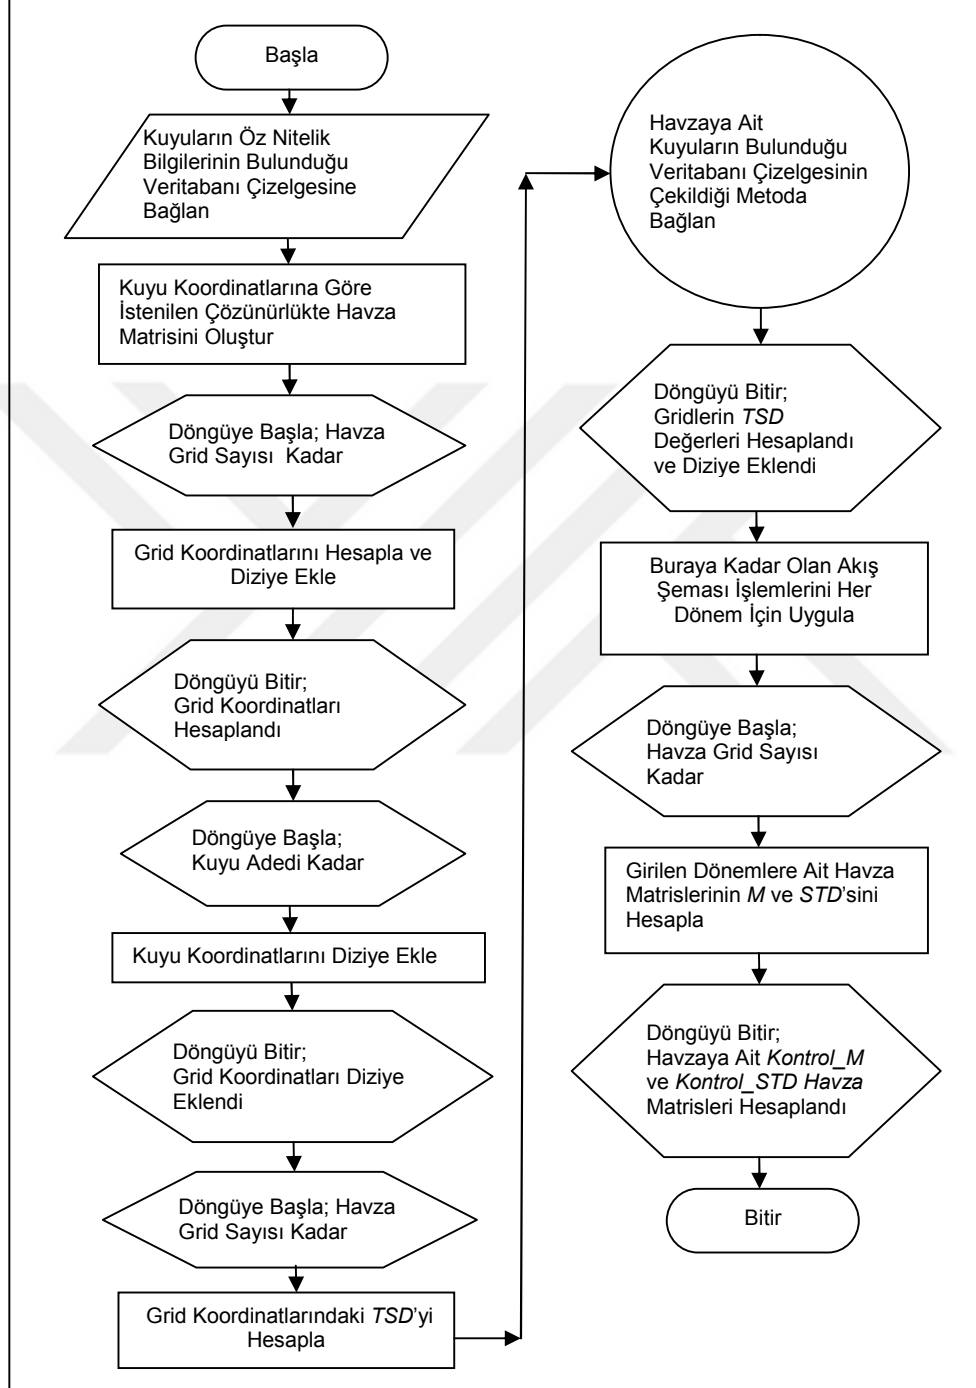 Başla
Kuyuların Öz Nitelik
Bilgilerinin Bulunduğu
Veritabanı Çizelgesine
Bağlan
Kuyu Koordinatlarına Göre
İstenilen Çözünürlükte Havza
Matrisini Oluştur
Döngüye Başla; Havza
Grid Sayısı Kadar
Grid Koordinatlarını Hesapla ve
Diziye Ekle
Döngüyü Bitir;
Grid Koordinatları
Hesaplandı
Döngüye Başla;
Kuyu Adedi Kadar
Kuyu Koordinatlarını Diziye Ekle
Döngüyü Bitir;
Grid Koordinatları Diziye
Eklendi
Döngüye Başla; Havza
Grid Sayısı Kadar
Grid Koordinatlarındaki TSD'yi
Hesapla
Havzaya Ait
Kuyuların Bulunduğu
Veritabanı Çizelgesinin
Çekildiği Metoda
Bağlan
Döngüyü Bitir;
Gridlerin TSD
Değerleri Hesaplandı
ve Diziye Eklendi
Buraya Kadar Olan Akış
Şeması İşlemlerini Her
Dönem İçin Uygula
Döngüye Başla;
Havza Grid Sayısı
Kadar
Girilen Dönemlere Ait Havza
Matrislerinin M ve STD'sini
Hesapla
Döngüyü Bitir;
Havzaya Ait Kontrol_M
ve Kontrol_STD Havza
Matrisleri Hesaplandı
Bitir